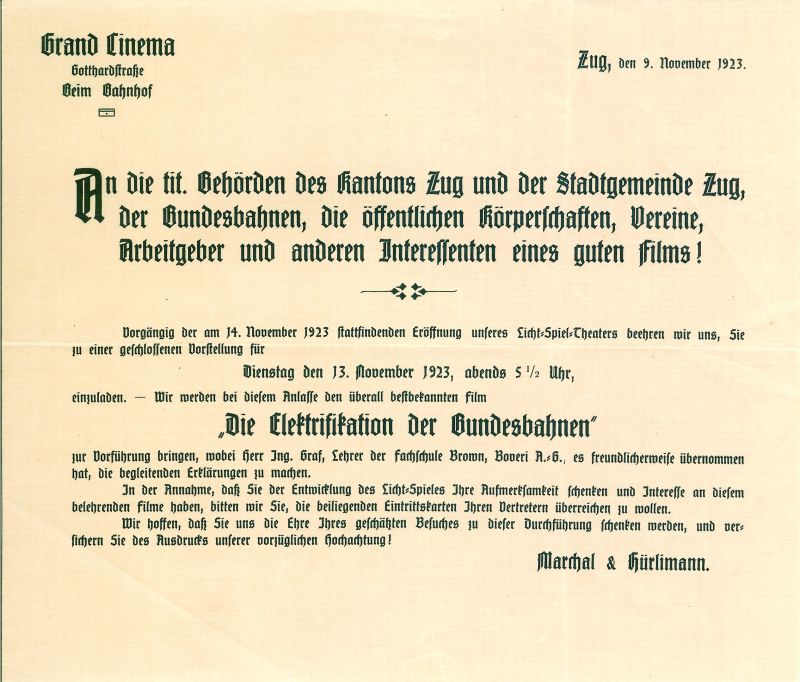 Grand Cinema
Gotthardstraße
Beim Bahnhof
Zug, den 9. November 1923.
An die tit. Behörden des Kantons Zug und der Stadtgemeinde Zug,
der Bundesbahnen, die öffentlichen Körperschaften, Vereine,
Arbeitgeber und anderen Interessenten eines guten Films!
Vorgängig der am 14. November 1923 stattfindenden Eröffnung unseres Licht-Spiel-Theaters beehren wir uns, Sie
zu einer geschlossenen Vorstellung für
Dienstag den 13. November 1923, abends 5 1/2 Uhr,
einzuladen. — Wir werden bei diesem Anlasse den überall bestbekannten Film
„Die Elektrifikation der Bundesbahnen“
zur Vorführung bringen, wobei Herr Ing. Graf, Lehrer der Fachschule Brown, Boveri A.-G., es freundlicherweise übernommen
hat, die begleitenden Erklärungen zu machen.
In der Annahme, daß Sie der Entwicklung des Licht-Spieles Ihre Aufmerksamkeit schenken und Interesse an diesem
belehrenden Filme haben, bitten wir Sie, die beiliegenden Eintrittskarten Ihren Vertretern überreichen zu wollen.
Wir hoffen, daß Sie uns die Ehre Ihres geschätzten Besuches zu dieser Durchführung schenken werden, und ver-
sichern Sie des Ausdrucks unserer vorzüglichen Hochachtung!
Marchal & Hürlimann.